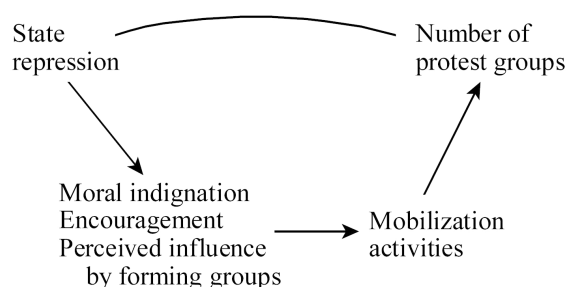 State
repression
Number of
protest groups
Moral indignation
Encouragement
Perceived influence
by forming groups
Mobilization
activities